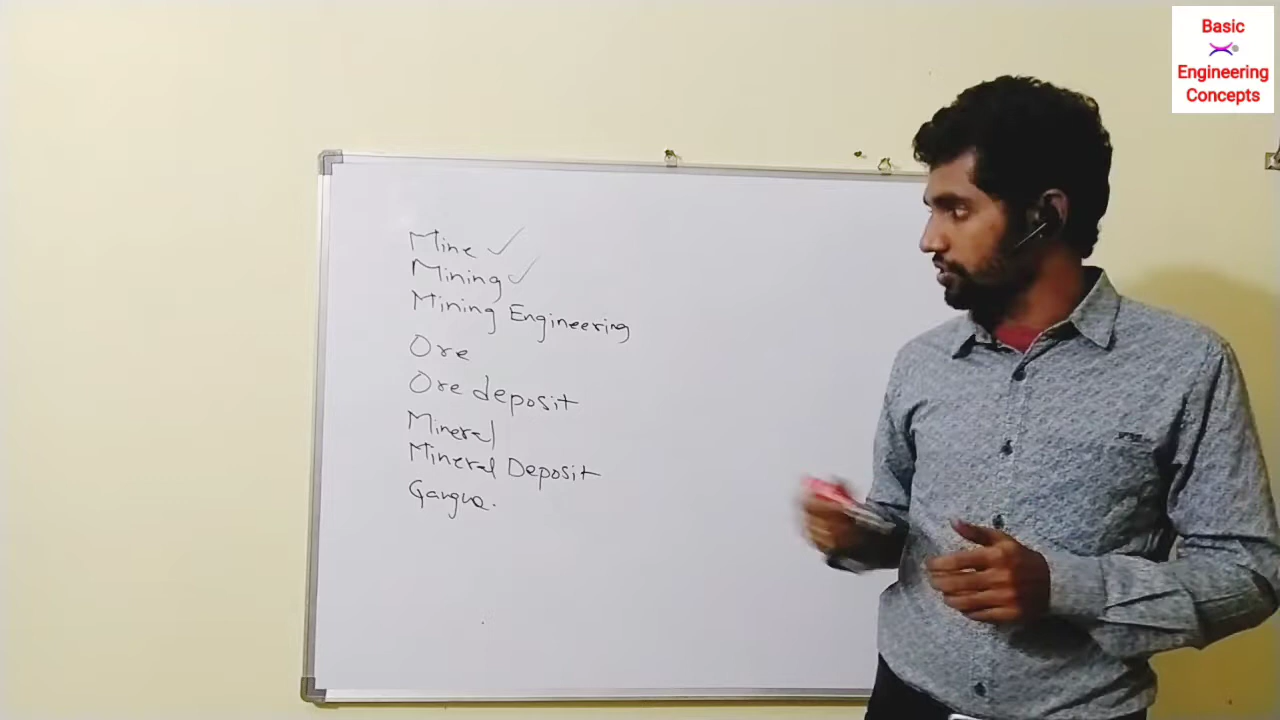 Basic
Engineering
Concepts
Mine ✓
Mining ✓
Mining Engineering
Ore
Ore deposit
Mineral
Mineral Deposit
Gangue.